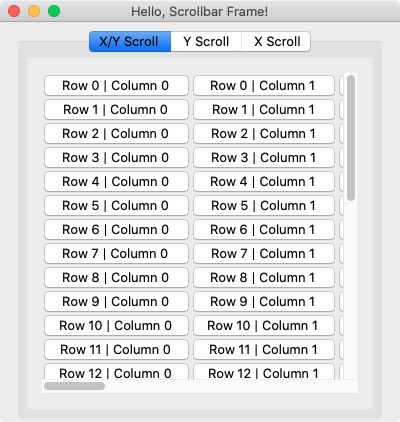 Hello, Scrollbar Frame!
X/Y Scroll Y Scroll X Scroll
Row 0 | Column 0 Row 0 | Column 1
Row 1 | Column 0 Row 1 | Column 1
Row 2 | Column 0 Row 2 | Column 1
Row 3 | Column 0 Row 3 | Column 1
Row 4 | Column 0 Row 4 | Column 1
Row 5 | Column 0 Row 5 | Column 1
Row 6 | Column 0 Row 6 | Column 1
Row 7 | Column 0 Row 7 | Column 1
Row 8 | Column 0 Row 8 | Column 1
Row 9 | Column 0 Row 9 | Column 1
Row 10 | Column 0 Row 10 | Column 1
Row 11 | Column 0 Row 11 | Column 1
Row 12 | Column 0 Row 12 | Column 1